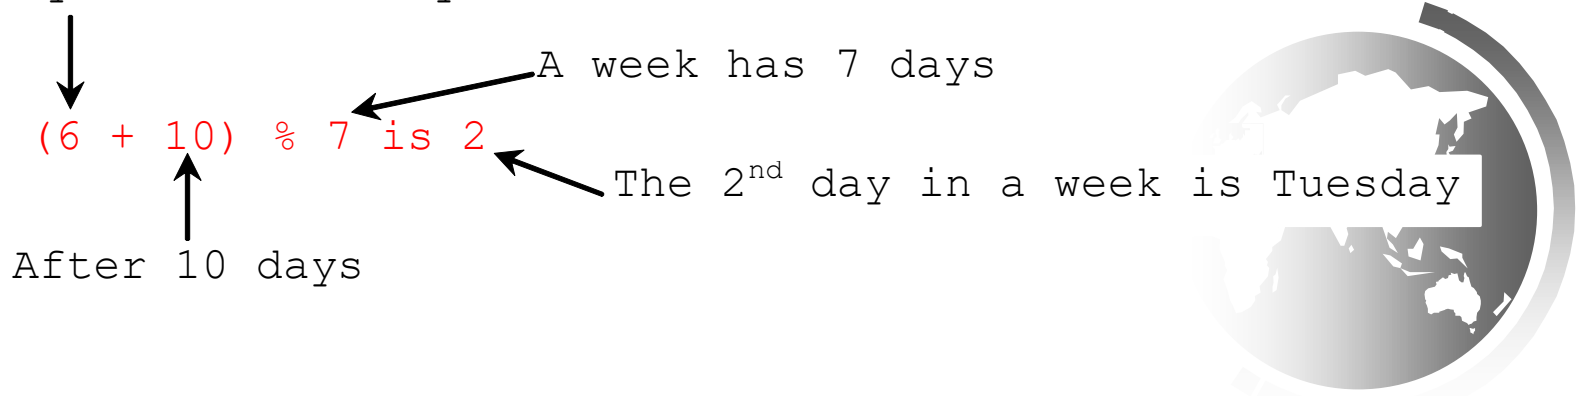 A week has 7 days
(6 + 10) % 7 is 2
The 2nd day in a week is Tuesday
After 10 days